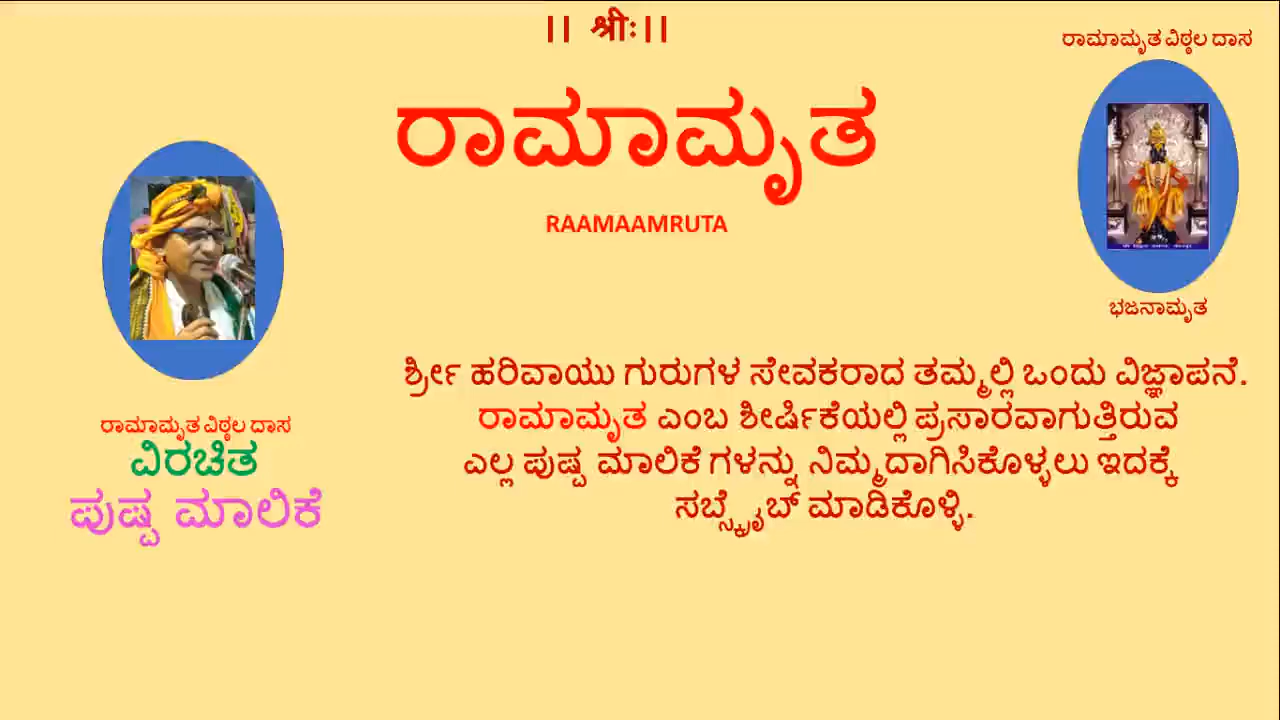 ।। श्रीः।।
ರಾಮಾಮೃತ ವಿಠ್ಠಲ ದಾಸ
ರಾಮಾಮೃತ
RAAMAAMRUTA
ಭಜನಾಮೃತ
ಶ್ರೀ ಹರಿವಾಯು ಗುರುಗಳ ಸೇವಕರಾದ ತಮ್ಮಲ್ಲಿ ಒಂದು ವಿಜ್ಞಾಪನೆ.
ರಾಮಾಮೃತ ಎಂಬ ಶೀರ್ಷಿಕೆಯಲ್ಲಿ ಪ್ರಸಾರವಾಗುತ್ತಿರುವ
ಎಲ್ಲ ಪುಷ್ಪ ಮಾಲಿಕೆ ಗಳನ್ನು ನಿಮ್ಮದಾಗಿಸಿಕೊಳ್ಳಲು ಇದಕ್ಕೆ
ಸಬ್ಸ್ಕ್ರೈಬ್ ಮಾಡಿಕೊಳ್ಳಿ.
ರಾಮಾಮೃತ ವಿಠ್ಠಲ ದಾಸ
ವಿರಚಿತ
ಪುಷ್ಪ ಮಾಲಿಕೆ